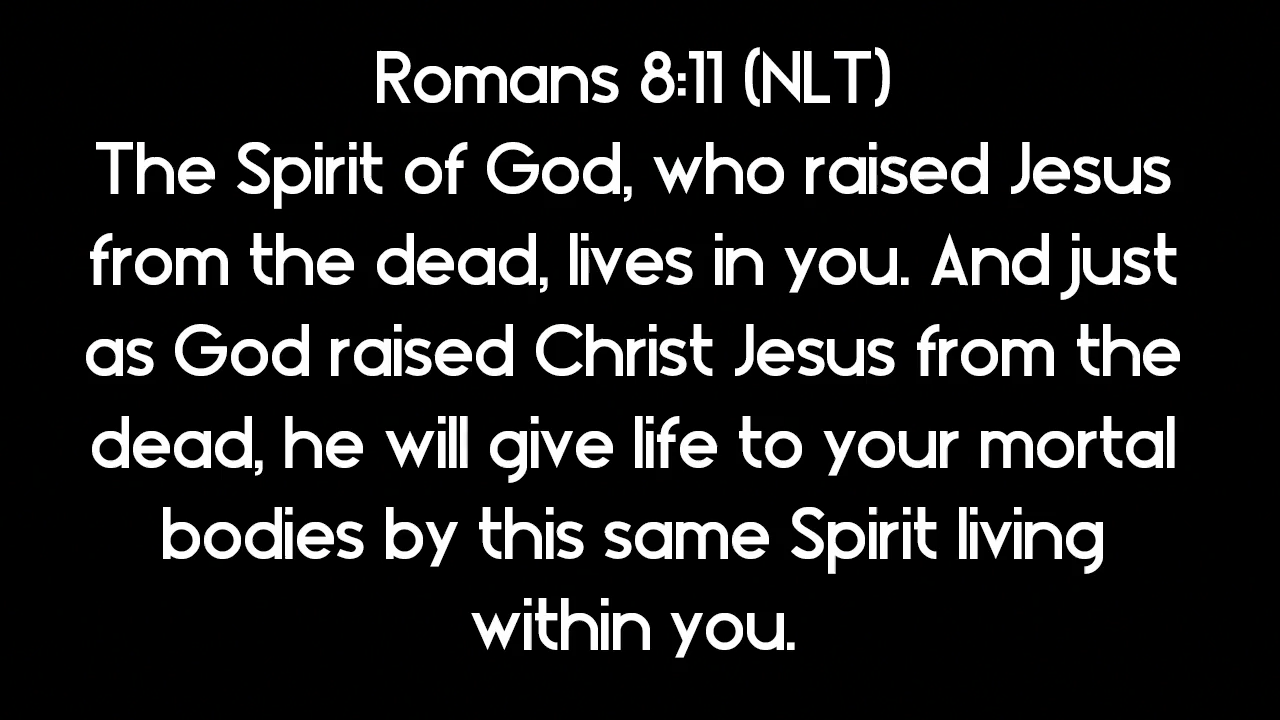 Romans 8:11 (NLT)
The Spirit of God, who raised Jesus
from the dead, lives in you. And just
as God raised Christ Jesus from the
dead, he will give life to your mortal
bodies by this same Spirit living
within you.